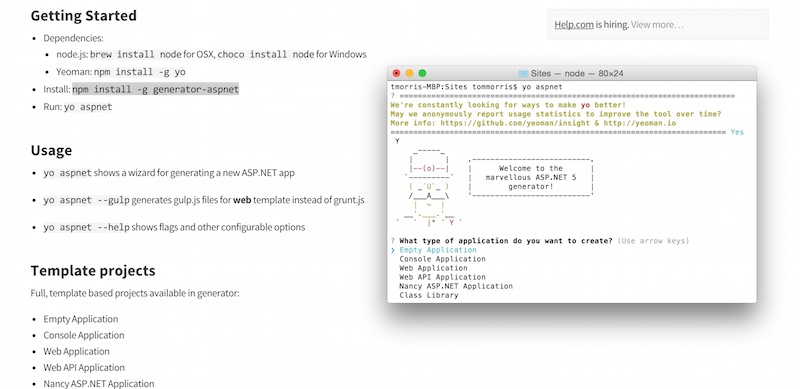 Getting Started
Dependencies:
node.js: brew install node for OSX, choco install node for Windows
Yeoman: npm install -g yo
Install: npm install -g generator-aspnet
Run: yo aspnet
Usage
yo aspnet shows a wizard for generating a new ASP.NET app
yo aspnet --gulp generates gulp.js files for web template instead of grunt.js
yo aspnet --help shows flags and other configurable options
Template projects
Full, template based projects available in generator:
Empty Application
Console Application
Web Application
Web API Application
Nancy ASP.NET Application
Help.com is hiring. View more…
Sites — node — 80×24
tmorris-MBP:Sites tommorris$ yo aspnet
? ==========================================================================
We're constantly looking for ways to make yo better!
May we anonymously report usage statistics to improve the tool over time?
More info: https://github.com/yeoman/insight & http://yeoman.io
========================================================================== Yes
Welcome to the
marvellous ASP.NET 5
generator!
? What type of application do you want to create? (Use arrow keys)
❯ Empty Application
Console Application
Web Application
Web API Application
Nancy ASP.NET Application
Class Library